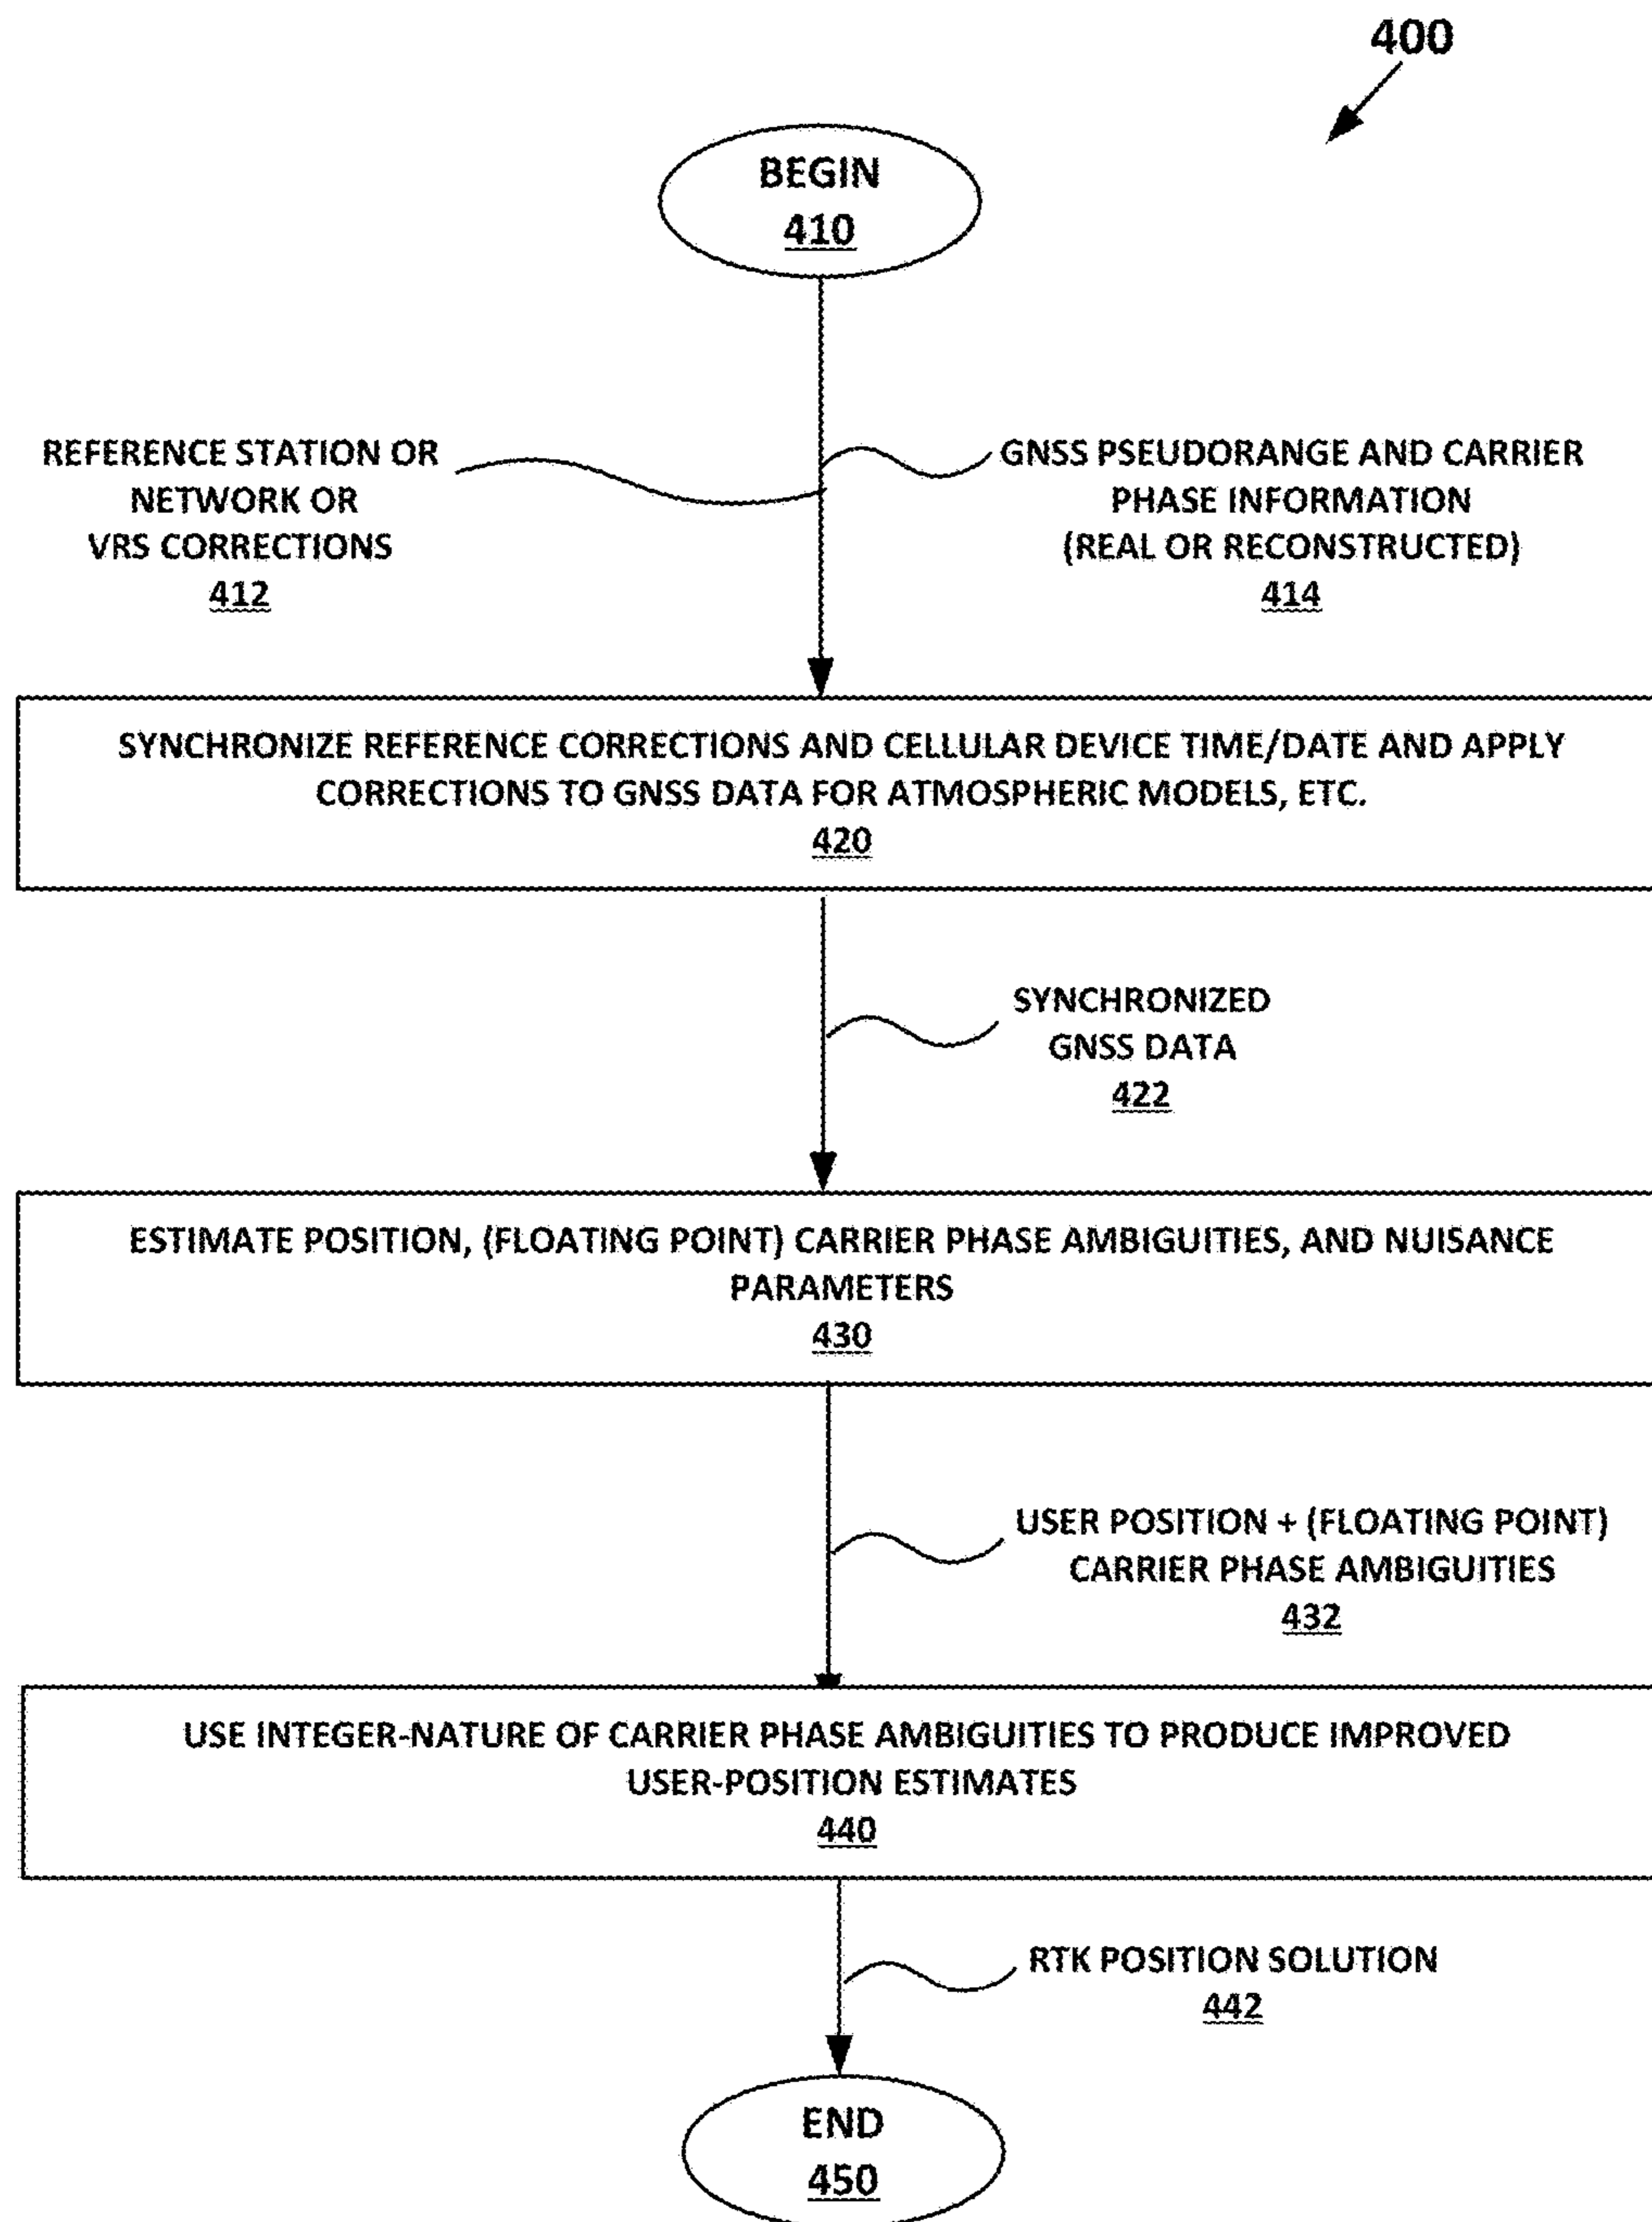 400
BEGIN
410
REFERENCE STATION OR
NETWORK OR
VRS CORRECTIONS
412
GNSS PSEUDORANGE AND CARRIER
PHASE INFORMATION
(REAL OR RECONSTRUCTED)
414
SYNCHRONIZE REFERENCE CORRECTIONS AND CELLULAR DEVICE TIME/DATE AND APPLY
CORRECTIONS TO GNSS DATA FOR ATMOSPHERIC MODELS, ETC.
420
SYNCHRONIZED
GNSS DATA
422
ESTIMATE POSITION, (FLOATING POINT) CARRIER PHASE AMBIGUITIES, AND NUISANCE
PARAMETERS
430
USER POSITION + (FLOATING POINT)
CARRIER PHASE AMBIGUITIES
432
USE INTEGER-NATURE OF CARRIER PHASE AMBIGUITIES TO PRODUCE IMPROVED
USER-POSITION ESTIMATES
440
RTK POSITION SOLUTION
442
END
450